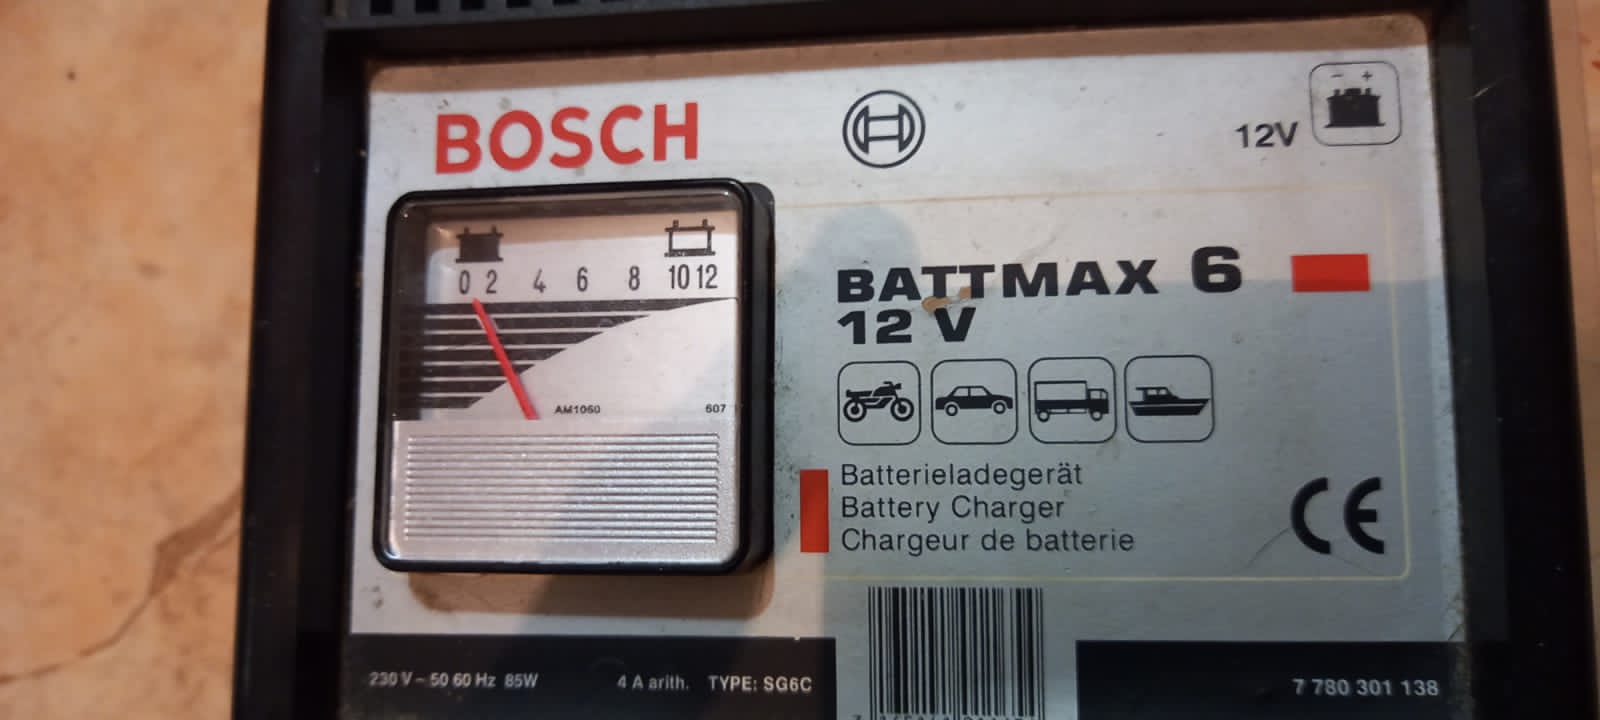 BOSCH
12V
- +
0 2 4 6 8 10 12
AM1060 607
BATTMAX 6
12 V
Batterieladegerät
Battery Charger
Chargeur de batterie
CE
230 V~ 50 60 Hz 85W 4 A arith. TYPE: SG6C
7 780 301 138